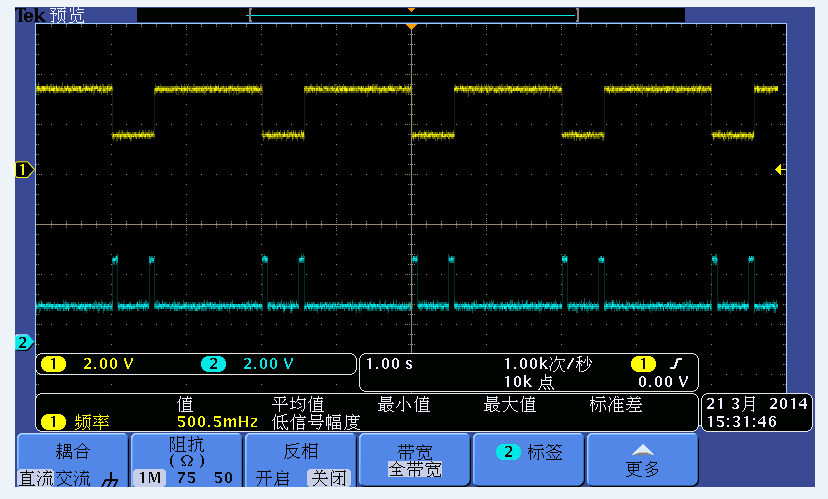 Tek 预览
1
2
1 2.00 V 2 2.00 V
1.00 s 1.00k次/秒 1
10k 点 0.00 V
值 平均值 最小值 最大值 标准差
1 频率 500.5mHz 低信号幅度
21 3月 2014
15:31:46
耦合
直流 交流
阻抗
(Ω)
1M 75 50
反相
开启 关闭
带宽
全带宽
2 标签
更多